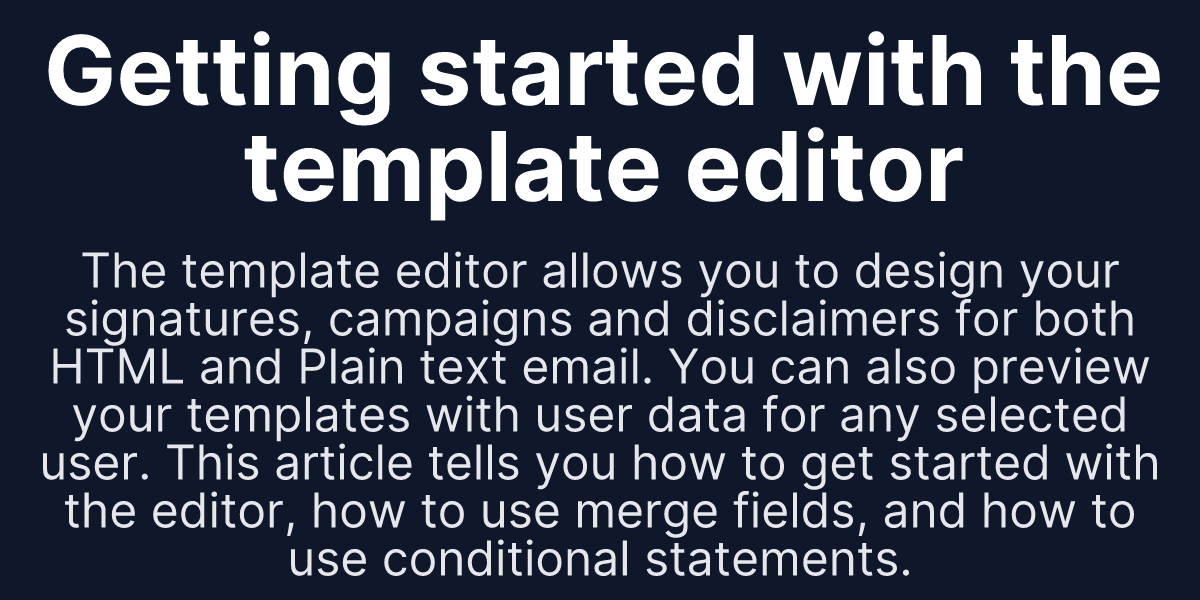 Getting started with the
template editor
The template editor allows you to design your
signatures, campaigns and disclaimers for both
HTML and Plain text email. You can also preview
your templates with user data for any selected
user. This article tells you how to get started with
the editor, how to use merge fields, and how to
use conditional statements.